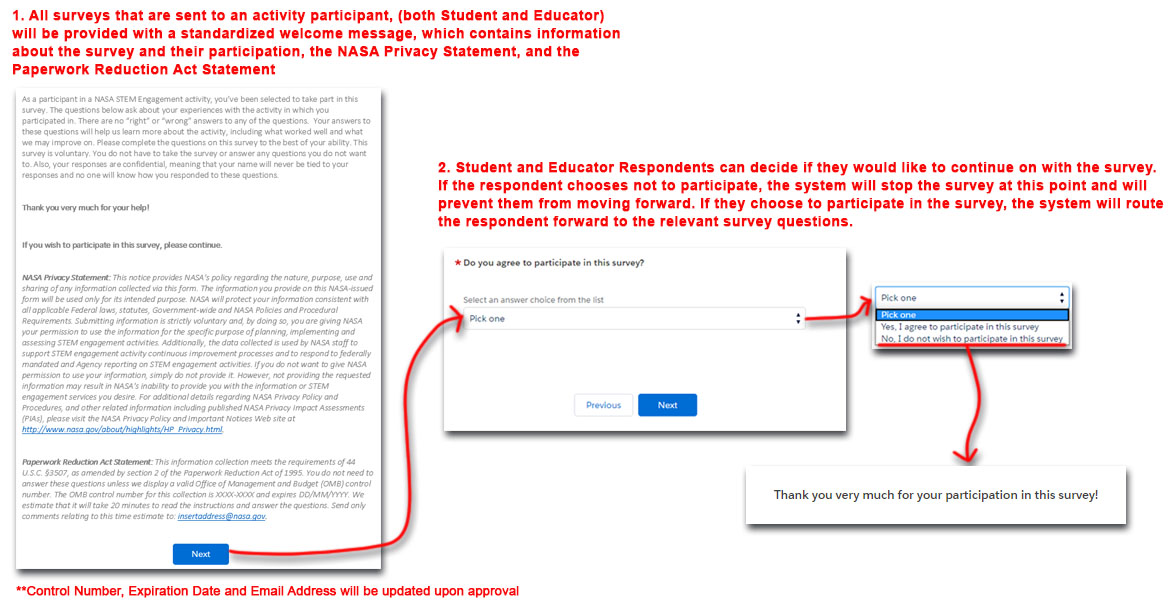 1. All surveys that are sent to an activity participant, (both Student and Educator)
will be provided with a standardized welcome message, which contains information
about the survey and their participation, the NASA Privacy Statement, and the
Paperwork Reduction Act Statement
As a participant in a NASA STEM Engagement activity, you've been selected to take part in this
survey. The questions below ask about your experiences with the activity in which you
participated in. There are no "right" or "wrong" answers to any of the questions. Your answers to
these questions will help us learn more about the activity, including what worked well and what
we may improve on. Please complete the questions on this survey to the best of your ability. This
survey is voluntary. You do not have to take the survey or answer any questions you do not want
to. Also, your responses are confidential, meaning that your name will never be tied to your
responses and no one will know how you responded to these questions.
Thank you very much for your help!
If you wish to participate in this survey, please continue.
NASA Privacy Statement: This notice provides NASA's policy regarding the nature, purpose, use and
sharing of any information collected via this form. The information you provide on this NASA-issued
form will be used only for its intended purpose. NASA will protect your information consistent with
all applicable Federal laws, statutes, Government-wide and NASA Policies and Procedural
Requirements. Submitting information is strictly voluntary and, by doing so, you are giving NASA
your permission to use the information for the specific purpose of planning, implementing and
assessing STEM engagement activities. Additionally, the data collected is used by NASA staff to
support STEM engagement activity continuous improvement processes and to respond to federally
mandated and Agency reporting on STEM engagement activities. If you do not want to give NASA
permission to use your information, simply do not provide it. However, not providing the requested
information may result in NASA's inability to provide you with the information or STEM
engagement services you desire. For additional details regarding NASA Privacy Policy and
Procedures, and other related information including published NASA Privacy Impact Assessments
(PIAs), please visit the NASA Privacy Policy and Important Notices Web site at
http://www.nasa.gov/about/highlights/HP_Privacy.html.
Paperwork Reduction Act Statement: This information collection meets the requirements of 44
U.S.C. §3507, as amended by section 2 of the Paperwork Reduction Act of 1995. You do not need to
answer these questions unless we display a valid Office of Management and Budget (OMB) control
number. The OMB control number for this collection is XXXX-XXXX and expires DD/MM/YYYY. We
estimate that it will take 20 minutes to read the instructions and answer the questions. Send only
comments relating to this time estimate to: insertaddress@nasa.gov.
Next
**Control Number, Expiration Date and Email Address will be updated upon approval
2. Student and Educator Respondents can decide if they would like to continue on with the survey.
If the respondent chooses not to participate, the system will stop the survey at this point and will
prevent them from moving forward. If they choose to participate in the survey, the system will route
the respondent forward to the relevant survey questions.
* Do you agree to participate in this survey?
Select an answer choice from the list
Pick one
Previous
Next
Pick one
Pick one
Yes, I agree to participate in this survey
No, I do not wish to participate in this survey
Thank you very much for your participation in this survey!